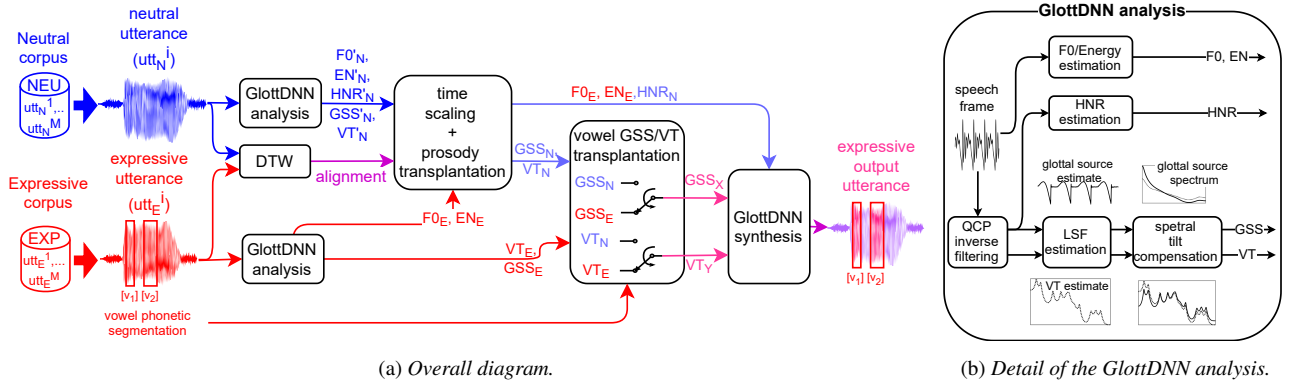 Neutral
corpus
NEU
utt_N^1,...
utt_N^M
neutral
utterance
(utt_N^i)
Expressive
corpus
EXP
utt_E^1,...
utt_E^M
expressive
utterance
(utt_E^i)
[v_1] [v_2]
vowel phonetic
segmentation
GlottDNN
analysis
DTW
alignment
GlottDNN
analysis
F0'_N,
EN'_N,
HNR'_N
GSS'_N,
VT'_N
time
scaling
+
prosody
transplantation
F0_E, EN_E
F0_E, EN_E,HNR_N
GSS_N,
VT_N
VT_E,
GSS_E
vowel GSS/VT
transplantation
GSS_N
GSS_E
VT_N
VT_E
GSS_X
VT_Y
GlottDNN
synthesis
expressive
output
utterance
[v_1] [v_2]
(a) Overall diagram.
GlottDNN analysis
speech
frame
F0/Energy
estimation
F0, EN
HNR
estimation
HNR
glottal source
estimate
glottal source
spectrum
QCP
inverse
filtering
LSF
estimation
spetral
tilt
compensation
GSS
VT
VT estimate
(b) Detail of the GlottDNN analysis.